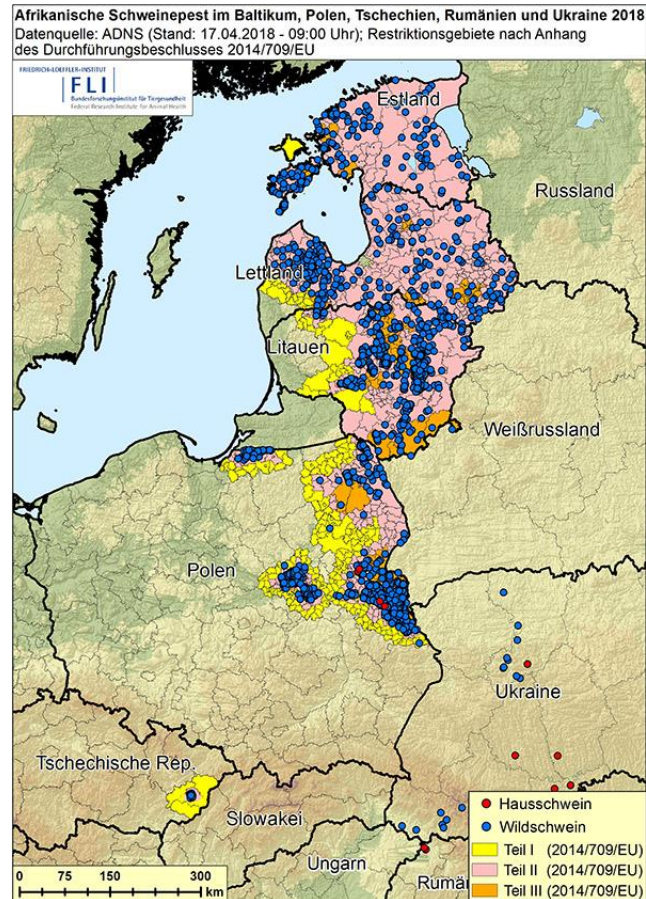 Afrikanische Schweinepest im Baltikum, Polen, Tschechien, Rumänien und Ukraine 2018
Datenquelle: ADNS (Stand: 17.04.2018 - 09:00 Uhr); Restriktionsgebiete nach Anhang
des Durchführungsbeschlusses 2014/709/EU
FRIEDRICH-LOEFFLER-INSTITUT
FLI
Bundesforschungsinstitut für Tiergesundheit
Federal Research Institute for Animal Health
Estland
Russland
Lettland
Litauen
Weißrussland
Polen
Ukraine
Tschechische Rep.
Slowakei
Ungarn
Rumä
Hausschwein
Wildschwein
Teil I (2014/709/EU)
Teil II (2014/709/EU)
Teil III (2014/709/EU)
0 75 150 300
km